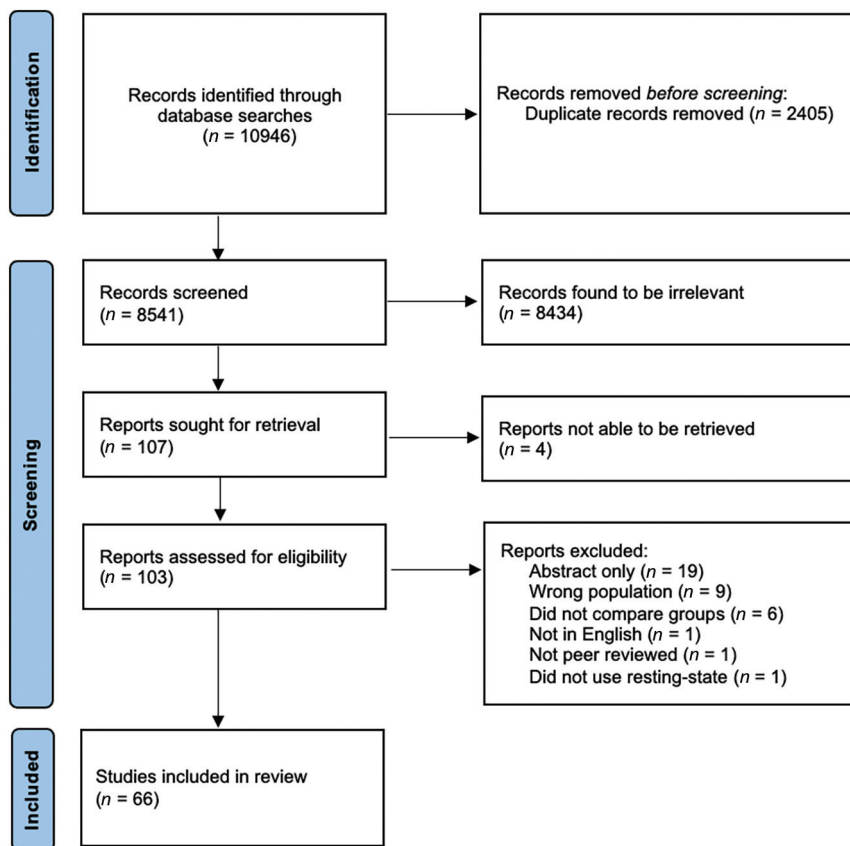 Identification
Records identified through
database searches
(n = 10946)
Records removed before screening:
Duplicate records removed (n = 2405)
Screening
Records screened
(n = 8541)
Records found to be irrelevant
(n = 8434)
Reports sought for retrieval
(n = 107)
Reports not able to be retrieved
(n = 4)
Reports assessed for eligibility
(n = 103)
Reports excluded:
Abstract only (n = 19)
Wrong population (n = 9)
Did not compare groups (n = 6)
Not in English (n = 1)
Not peer reviewed (n = 1)
Did not use resting-state (n = 1)
Included
Studies included in review
(n = 66)